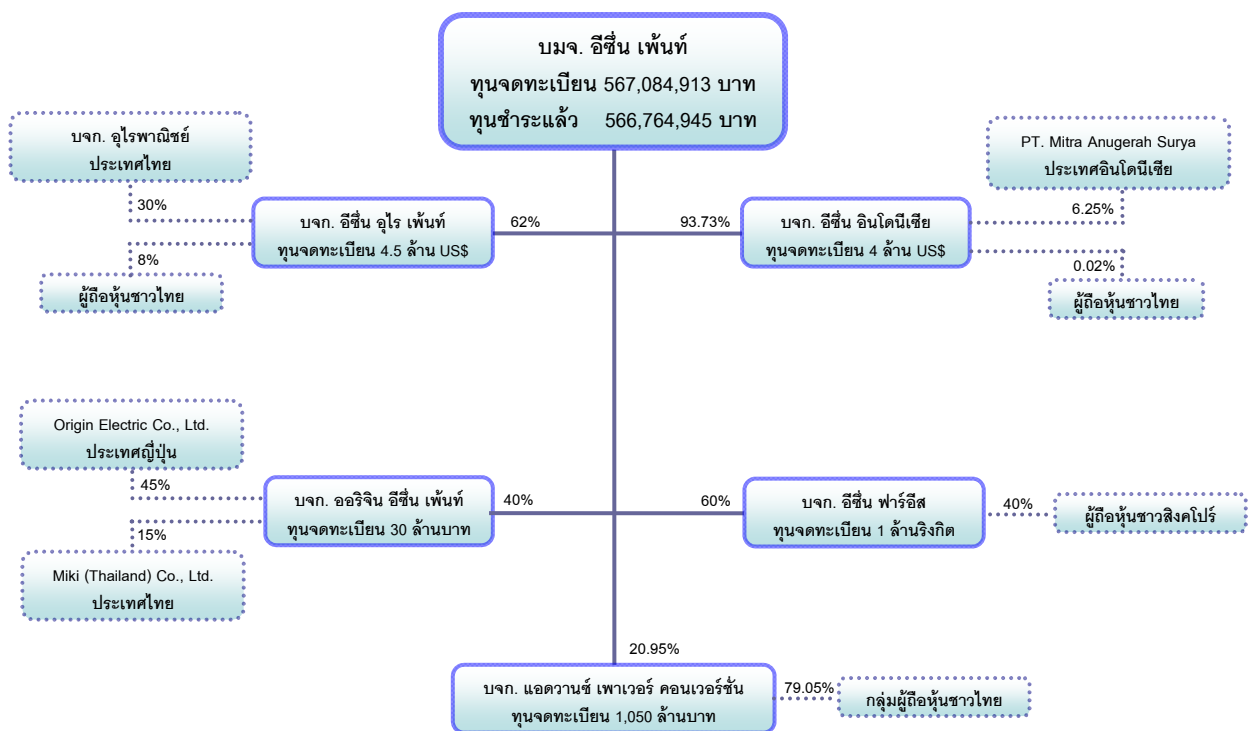 บมจ. อีซึ่น เพ้นท์
ทุนจดทะเบียน 567,084,913 บาท
ทุนชำระแล้ว 566,764,945 บาท
บจก. อุไรพาณิชย์
ประเทศไทย
PT. Mitra Anugerah Surya
ประเทศอินโดนีเซีย
30%
6.25%
บจก. อีซึ่น อุไร เพ้นท์
ทุนจดทะเบียน 4.5 ล้าน US$
62%
93.73%
บจก. อีซึ่น อินโดนีเซีย
ทุนจดทะเบียน 4 ล้าน US$
8%
0.02%
ผู้ถือหุ้นชาวไทย
ผู้ถือหุ้นชาวไทย
Origin Electric Co., Ltd.
ประเทศญี่ปุ่น
45%
บจก. ออริจิน อีซึ่น เพ้นท์
ทุนจดทะเบียน 30 ล้านบาท
40%
60%
บจก. อีซึ่น ฟาร์อีส
ทุนจดทะเบียน 1 ล้านริงกิต
40%
ผู้ถือหุ้นชาวสิงคโปร์
15%
Miki (Thailand) Co., Ltd.
ประเทศไทย
20.95%
บจก. แอดวานซ์ เพาเวอร์ คอนเวอร์ชั่น
ทุนจดทะเบียน 1,050 ล้านบาท
79.05%
กลุ่มผู้ถือหุ้นชาวไทย